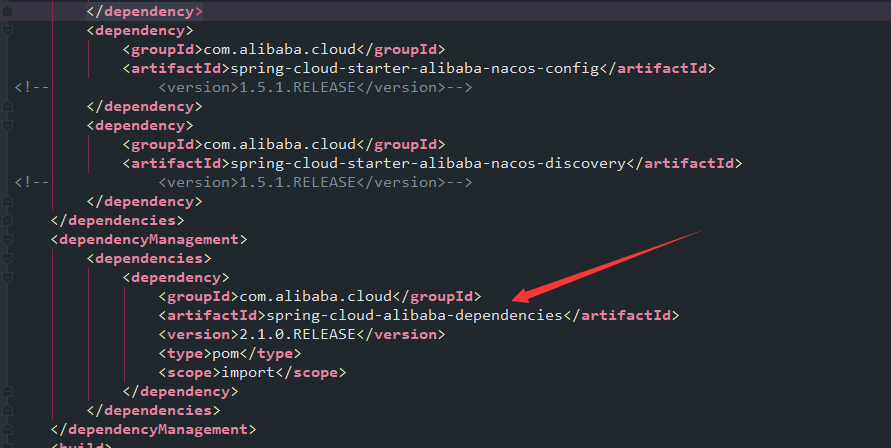 </dependency>
<dependency>
<groupId>com.alibaba.cloud</groupId>
<artifactId>spring-cloud-starter-alibaba-nacos-config</artifactId>
<!-- <version>1.5.1.RELEASE</version>-->
</dependency>
<dependency>
<groupId>com.alibaba.cloud</groupId>
<artifactId>spring-cloud-starter-alibaba-nacos-discovery</artifactId>
<!-- <version>1.5.1.RELEASE</version>-->
</dependency>
</dependencies>
<dependencyManagement>
<dependencies>
<dependency>
<groupId>com.alibaba.cloud</groupId>
<artifactId>spring-cloud-alibaba-dependencies</artifactId>
<version>2.1.0.RELEASE</version>
<type>pom</type>
<scope>import</scope>
</dependency>
</dependencies>
</dependencyManagement>
<build>